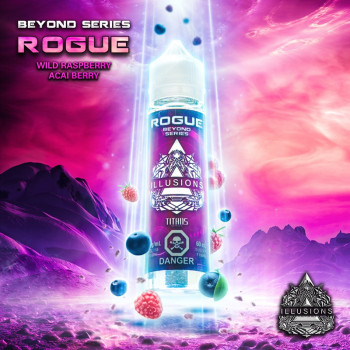 BEYOND SERIES
ROGUE
WILD RASPBERRY
ACAI BERRY
ROGUE
BEYOND
SERIES
ILLUSIONS
DANGER
ILLUSIONS